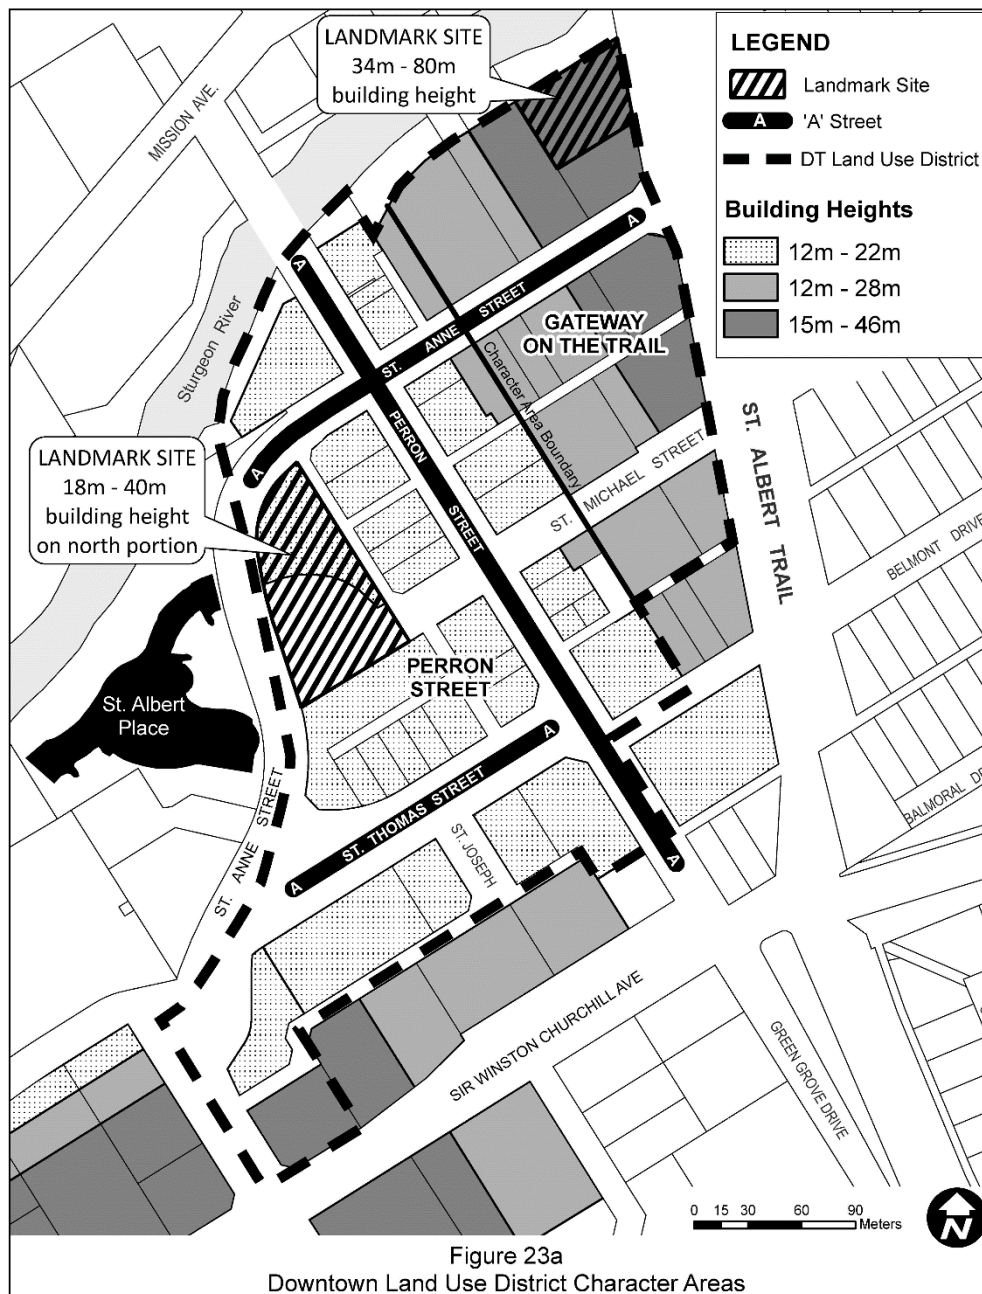 LANDMARK SITE
34m - 80m
building height
LEGEND
Landmark Site
A
'A' Street
DT Land Use District
Building Heights
12m - 22m
12m - 28m
15m - 46m
MISSION AVE.
Sturgeon River
A
A
ST. ANNE STREET
GATEWAY
ON THE TRAIL
Character Area Boundary
PERRON STREET
A
LANDMARK SITE
18m - 40m
building height
on north portion
ST. MICHAEL STREET
ST. ALBERT TRAIL
BELMONT DRIVE
PERRON
STREET
St. Albert
Place
A
ST. THOMAS STREET
A
ST. ANNE STREET
ST. JOSEPH
BALMORAL DR
A
SIR WINSTON CHURCHILL AVE
GREEN GROVE DRIVE
0 15 30 60 90
Meters
N
Figure 23a
Downtown Land Use District Character Areas